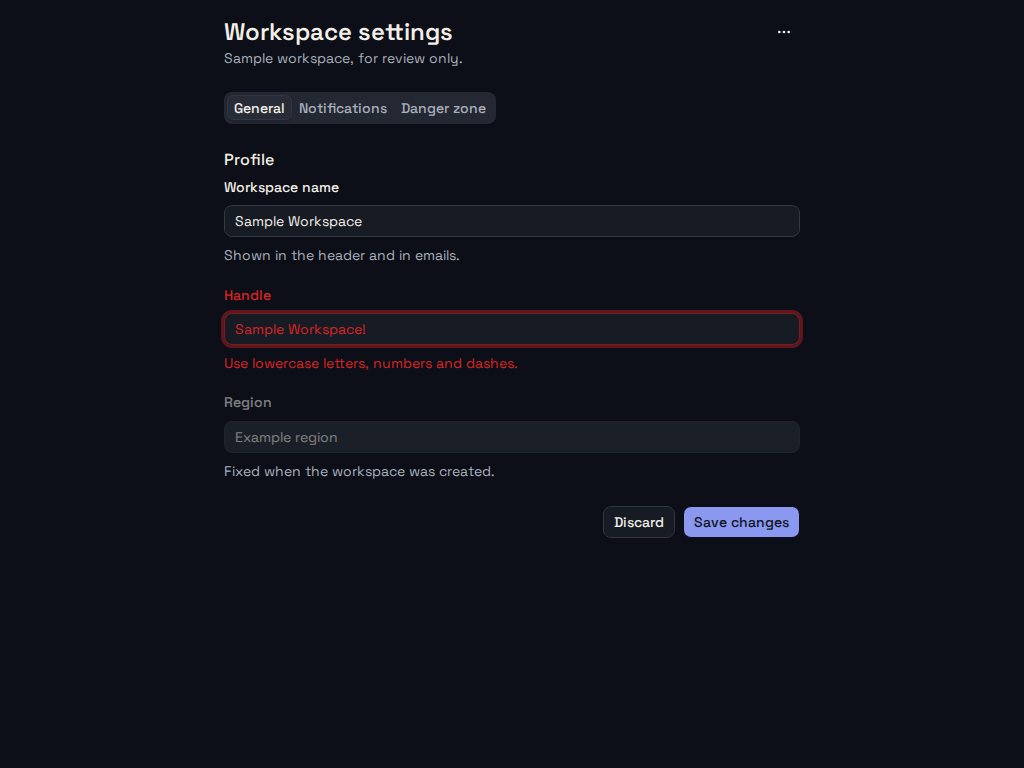 Workspace settings
Sample workspace, for review only.
General Notifications Danger zone
Profile
Workspace name
Sample Workspace
Shown in the header and in emails.
Handle
Sample Workspace!
Use lowercase letters, numbers and dashes.
Region
Example region
Fixed when the workspace was created.
Discard Save changes